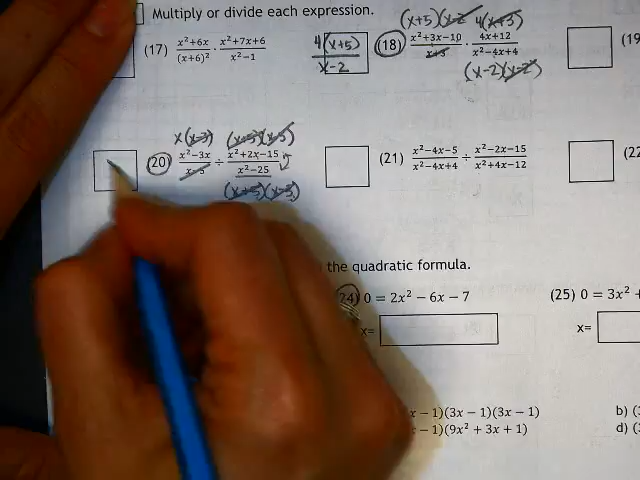 Multiply or divide each expression.
(x+5)(x-2) 4(x+3)
(17) x²+6x/(x+6)² · x²+7x+6/x²−1
4(x+5)/x-2
(18) x²+3x−10/x+3 · 4x+12/x²−4x+4
(19
(x-2)(x-2)
x(x-3)
(20) x²−3x/x-5 ÷ x²+2x−15/x²−25
(21) x²−4x−5/x²−4x+4 ÷ x²−2x−15/x²+4x−12
(22
(x+5)(x-5)
the quadratic formula.
(24) 0 = 2x² − 6x − 7
(25) 0 = 3x² +
x=
x=
x − 1)(3x − 1)(3x − 1)
b) (3
− 1)(9x² + 3x + 1)
d) (3